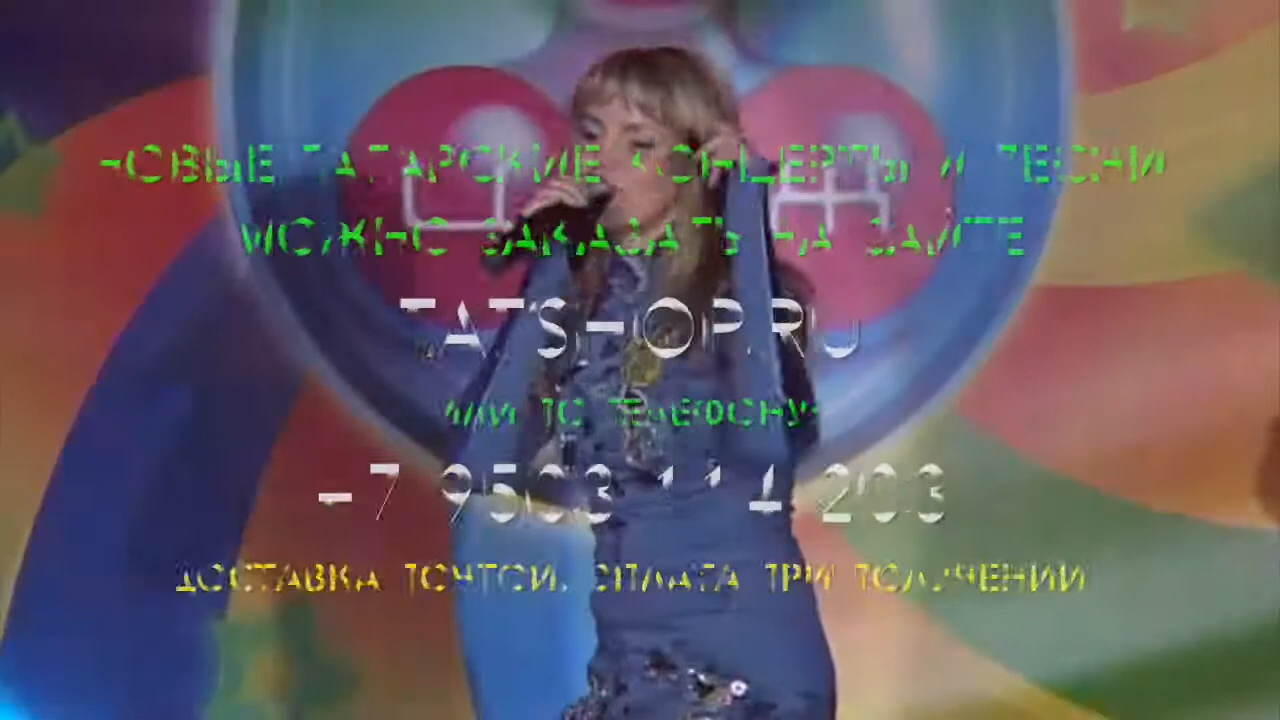 НОВЫЕ ТАТАРСКИЕ КОНЦЕРТЫ И ПЕСНИ
МОЖНО ЗАКАЗАТЬ НА САЙТЕ
TATSHOP.RU
ИЛИ ПО ТЕЛЕФОНУ
+7 9503 114 203
ДОСТАВКА ПОЧТОЙ. ОПЛАТА ПРИ ПОЛУЧЕНИИ